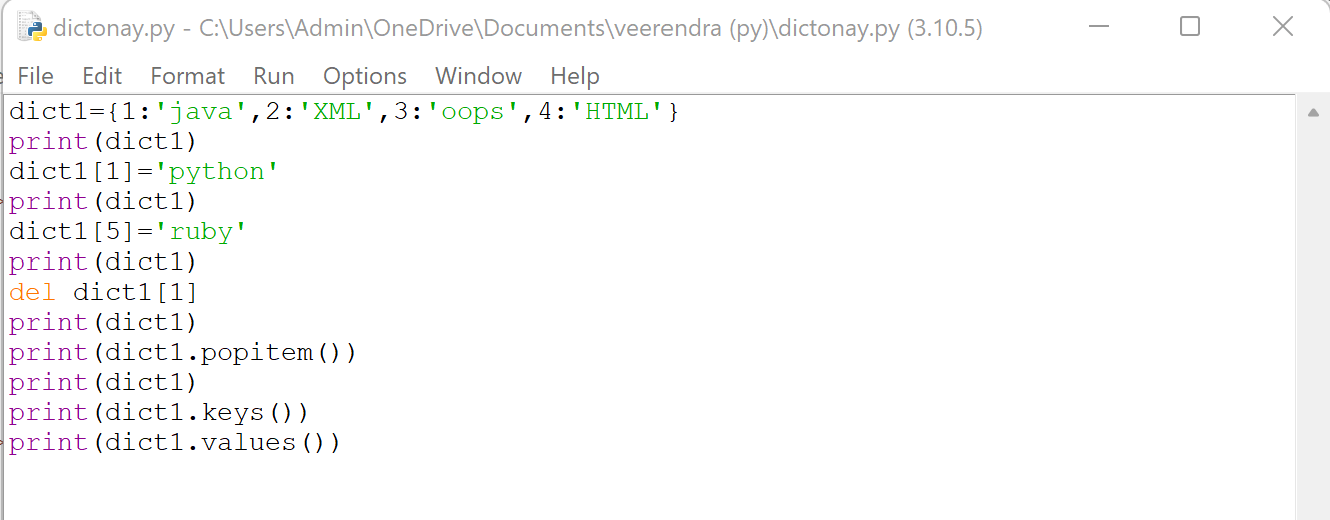 dictonay.py - C:\Users\Admin\OneDrive\Documents\veerendra (py)\dictonay.py (3.10.5)
File Edit Format Run Options Window Help
dict1={1:'java',2:'XML',3:'oops',4:'HTML'}
print(dict1)
dict1[1]='python'
print(dict1)
dict1[5]='ruby'
print(dict1)
del dict1[1]
print(dict1)
print(dict1.popitem())
print(dict1)
print(dict1.keys())
print(dict1.values())